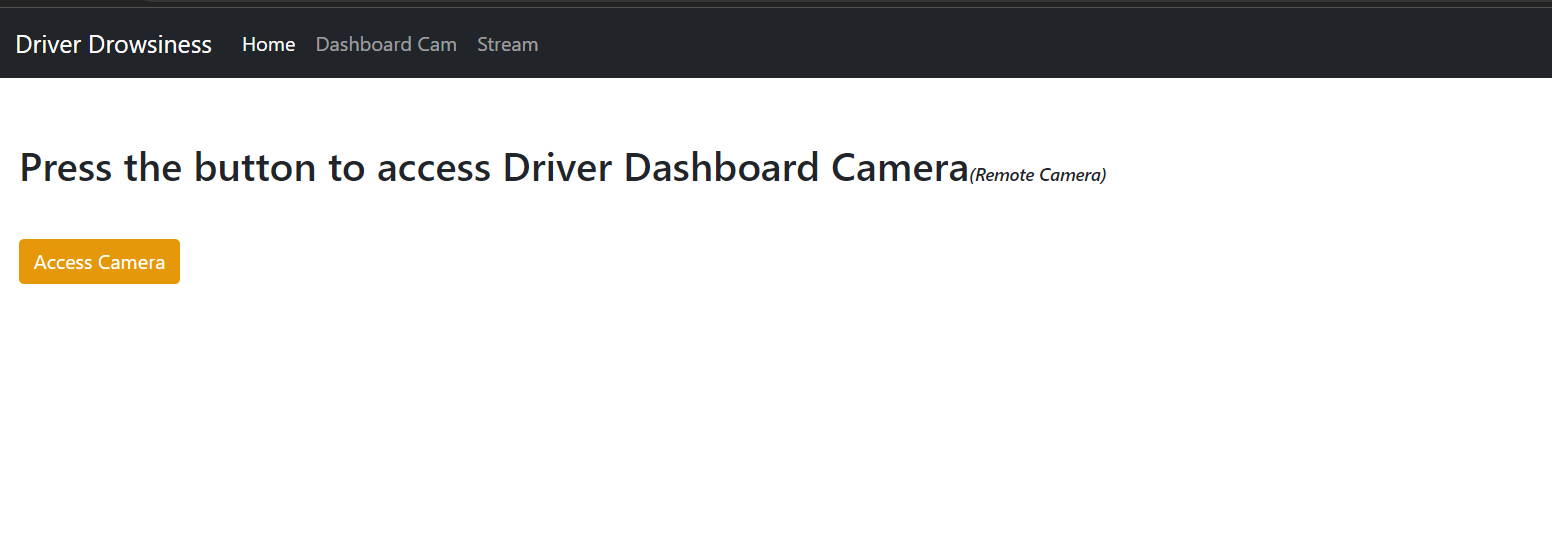 Driver Drowsiness Home Dashboard Cam Stream
Press the button to access Driver Dashboard Camera(Remote Camera)
Access Camera